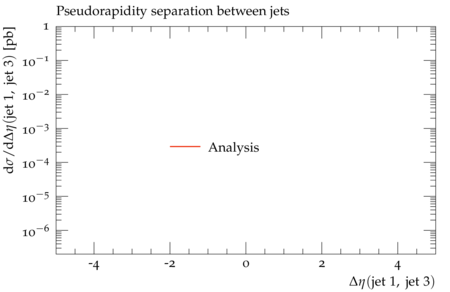 Pseudorapidity separation between jets
dσ/dΔη(jet 1, jet 3) [pb]
1
10⁻¹
10⁻²
10⁻³
10⁻⁴
10⁻⁵
10⁻⁶
Analysis
-4 -2 0 2 4
Δη(jet 1, jet 3)